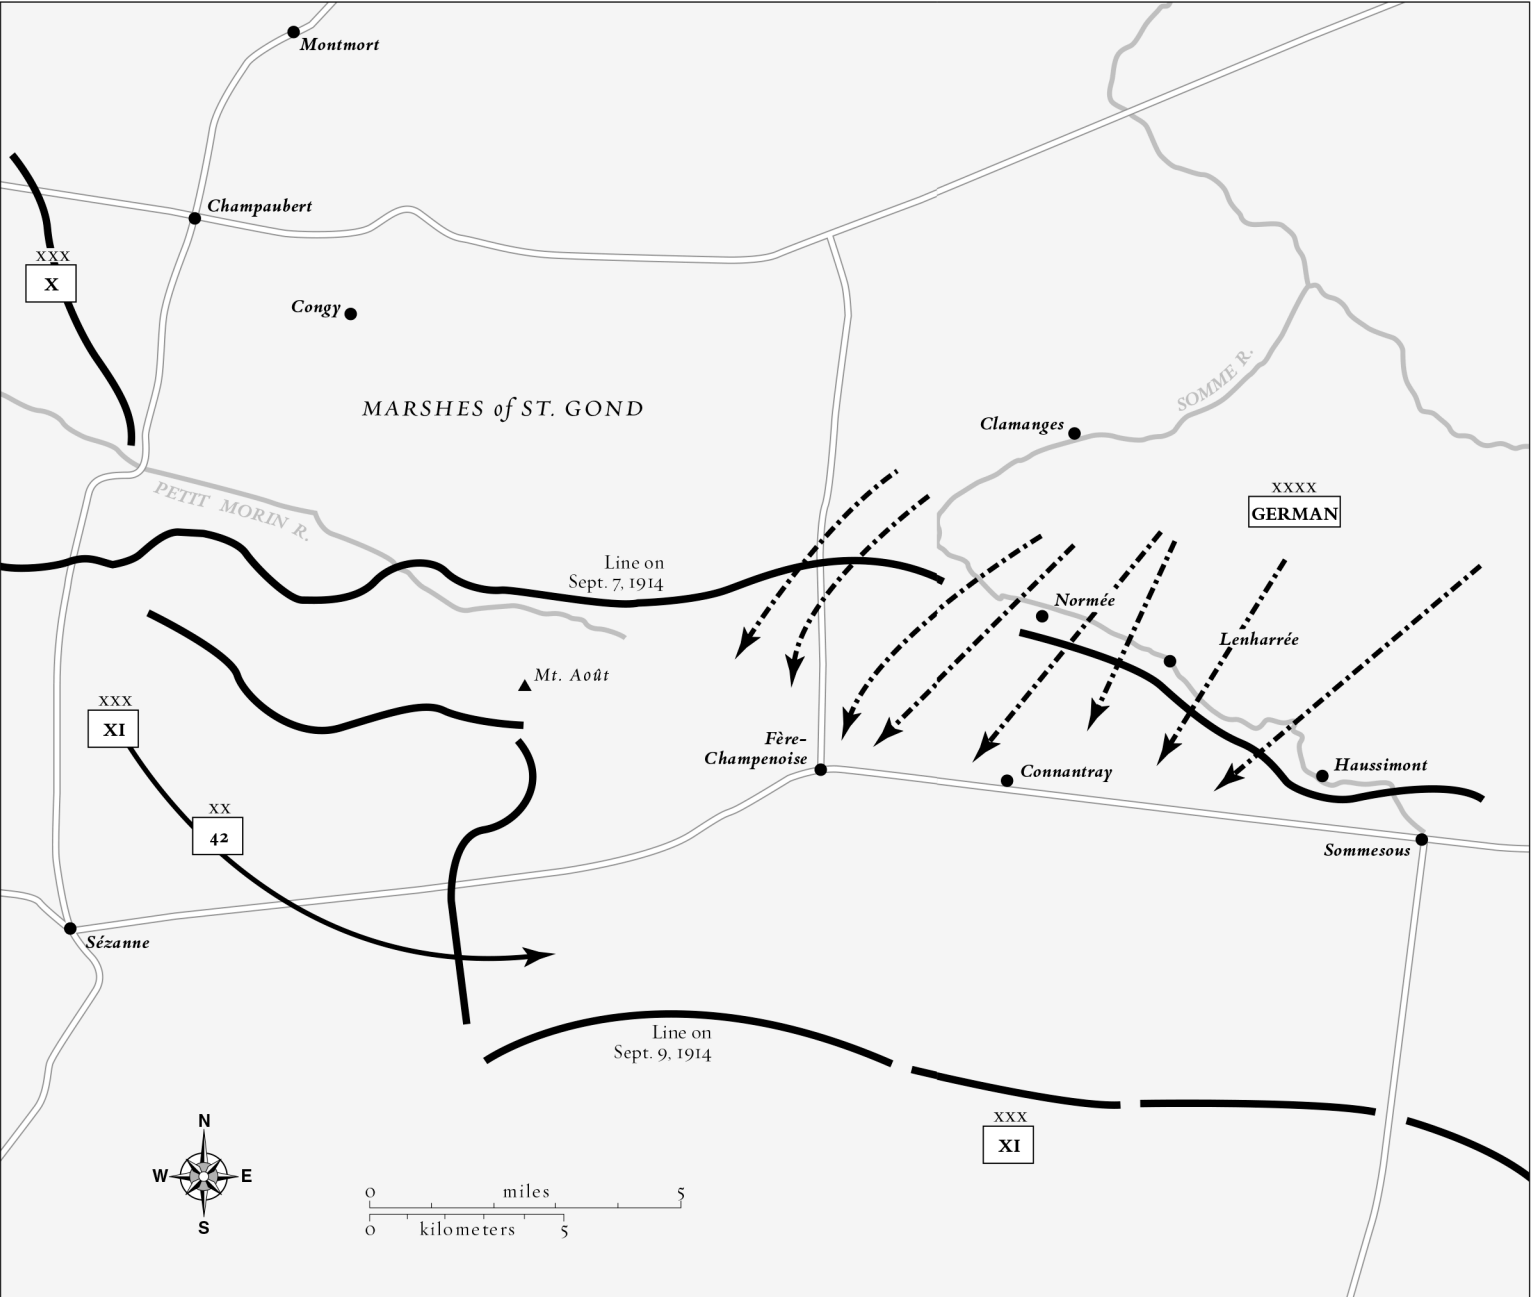 Montmort
Champaubert
XXX
X
Congy
MARSHES of ST. GOND
SOMME R.
Clamanges
PETIT MORIN R.
XXXX
GERMAN
Line on
Sept. 7, 1914
Normée
Lenharrée
Mt. Août
XXX
XI
Fère-
Champenoise
Connantray
Haussimont
XX
42
Sommesous
Sézanne
Line on
Sept. 9, 1914
XXX
XI
N
W E
S
0 miles 5
0 kilometers 5